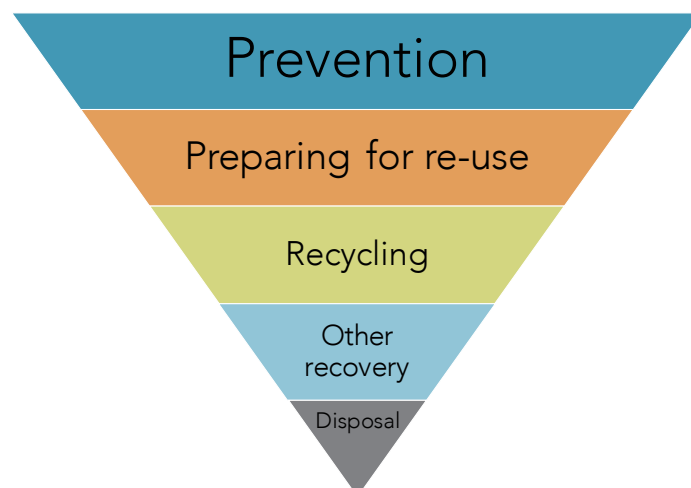 Prevention
Preparing for re-use
Recycling
Other
recovery
Disposal